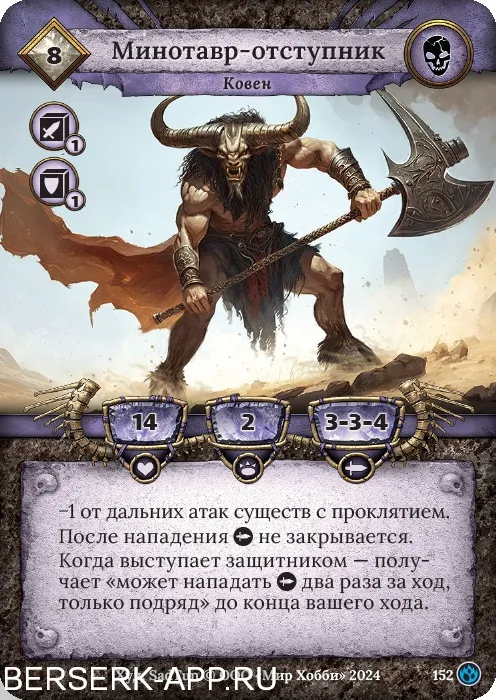 8
Минотавр-отступник
Ковен
1
1
14
2
3-3-4
-1 от дальних атак существ с проклятием.
После нападения не закрывается.
Когда выступает защитником — полу-
чает «может нападать два раза за ход,
только подряд» до конца вашего хода.
© ООО «Мир Хобби» 2024
152
BERSERK-APP.RU